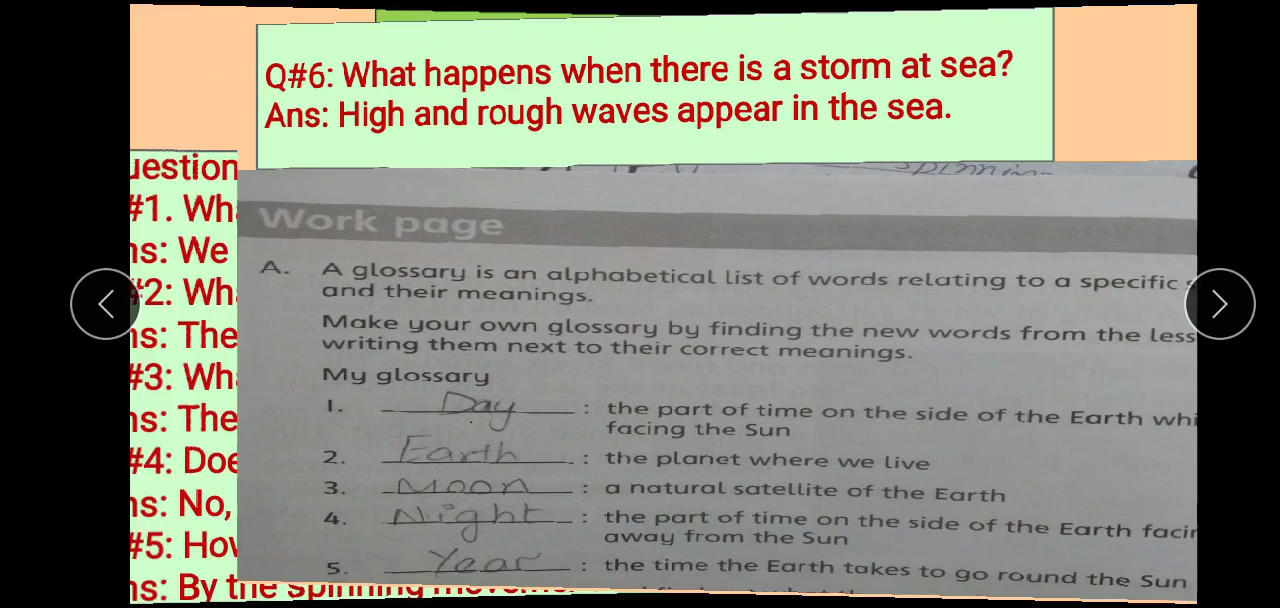 Q#6: What happens when there is a storm at sea?
Ans: High and rough waves appear in the sea.
uestion
#1. Wh
ns: We
#2: Wh
ns: The
#3: Wh
ns: The
#4: Doe
ns: No,
#5: How
ns: By the spinning
Work page
A. A glossary is an alphabetical list of words relating to a specific
and their meanings.
Make your own glossary by finding the new words from the less
writing them next to their correct meanings.
My glossary
1. Day : the part of time on the side of the Earth whi
facing the Sun
2. Earth : the planet where we live
3. Moon : a natural satellite of the Earth
4. Night : the part of time on the side of the Earth facin
away from the Sun
5. Year : the time the Earth takes to go round the Sun